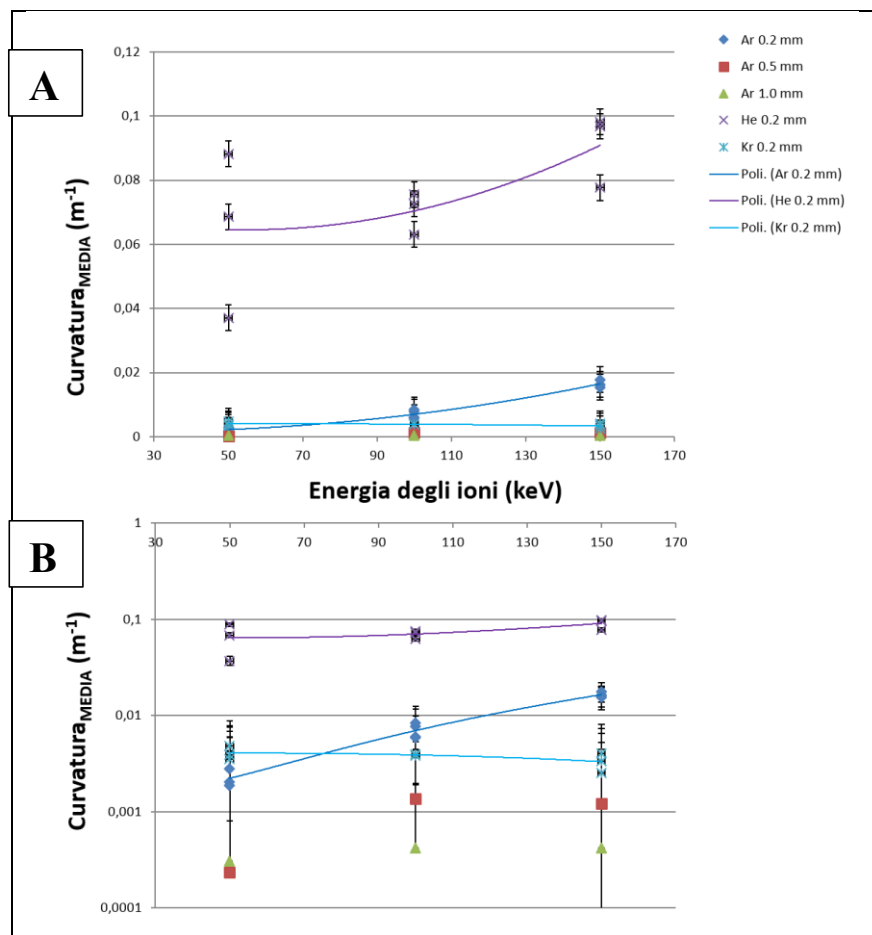 A
0,12
0,1
0,08
0,06
0,04
0,02
0
Curvatura_MEDIA (m⁻¹)
30 50 70 90 110 130 150 170
Energia degli ioni (keV)
Ar 0.2 mm
Ar 0.5 mm
Ar 1.0 mm
He 0.2 mm
Kr 0.2 mm
Poli. (Ar 0.2 mm)
Poli. (He 0.2 mm)
Poli. (Kr 0.2 mm)
B
1
30 50 70 90 110 130 150 170
0,1
0,01
0,001
0,0001
Curvatura_MEDIA (m⁻¹)